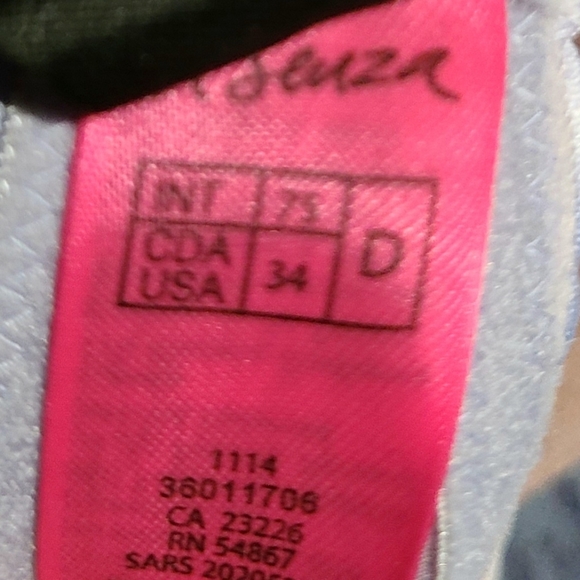 Senza
INT 75 D
CDA USA 34
1114
36011706
CA 23226
RN 54867